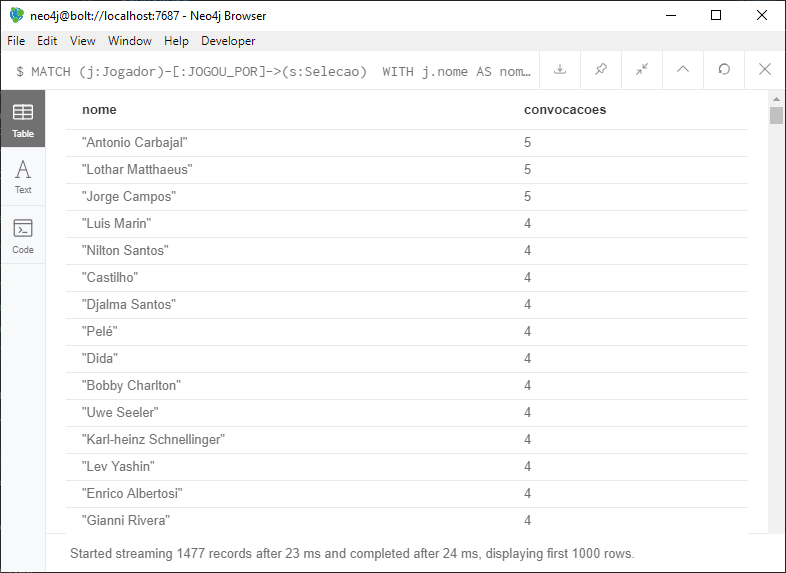 neo4j@bolt://localhost:7687 - Neo4j Browser
File Edit View Window Help Developer
$ MATCH (j:Jogador)-[:JOGOU_POR]->(s:Selecao) WITH j.nome AS nom…
Table
Text
Code
nome convocacoes
"Antonio Carbajal" 5
"Lothar Matthaeus" 5
"Jorge Campos" 5
"Luis Marin" 4
"Nilton Santos" 4
"Castilho" 4
"Djalma Santos" 4
"Pelé" 4
"Dida" 4
"Bobby Charlton" 4
"Uwe Seeler" 4
"Karl-heinz Schnellinger" 4
"Lev Yashin" 4
"Enrico Albertosi" 4
"Gianni Rivera" 4
Started streaming 1477 records after 23 ms and completed after 24 ms, displaying first 1000 rows.